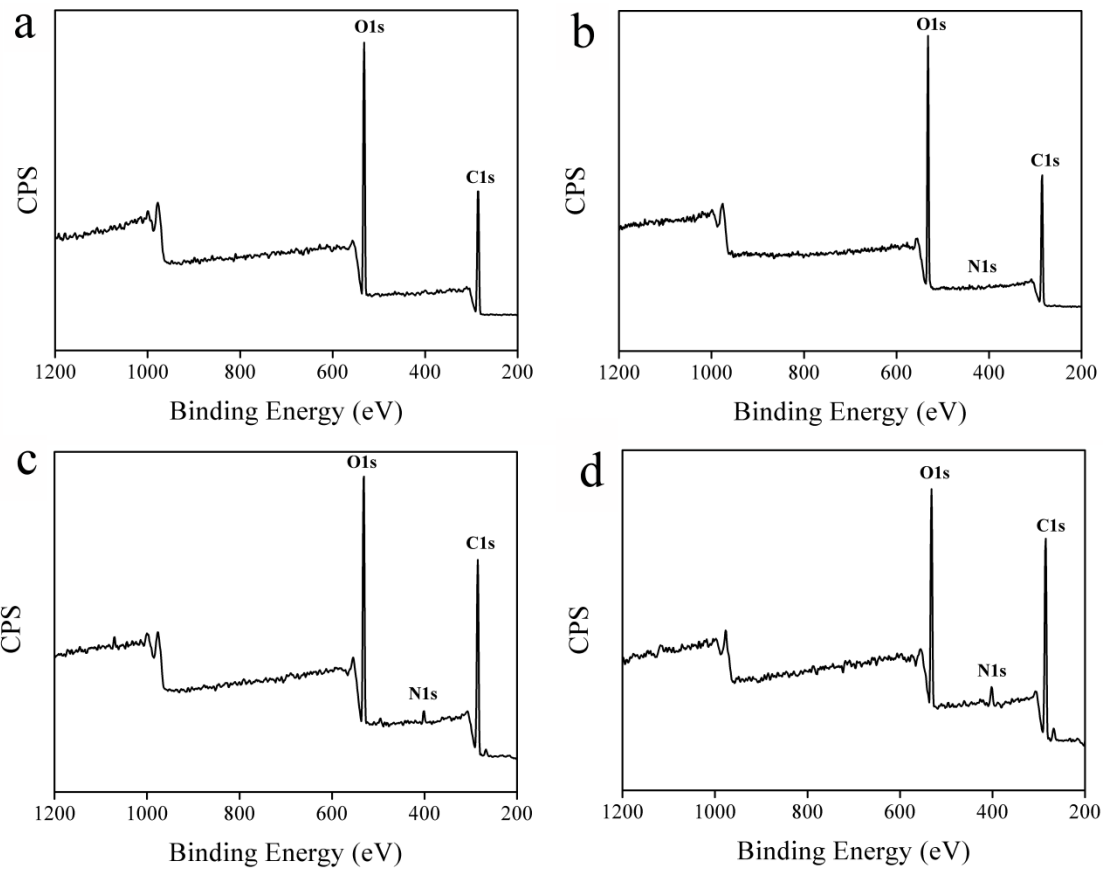 a
O1s
C1s
CPS
1200 1000 800 600 400 200
Binding Energy (eV)
b
O1s
C1s
N1s
CPS
1200 1000 800 600 400 200
Binding Energy (eV)
c
O1s
C1s
N1s
CPS
1200 1000 800 600 400 200
Binding Energy (eV)
d
O1s
C1s
N1s
CPS
1200 1000 800 600 400 200
Binding Energy (eV)